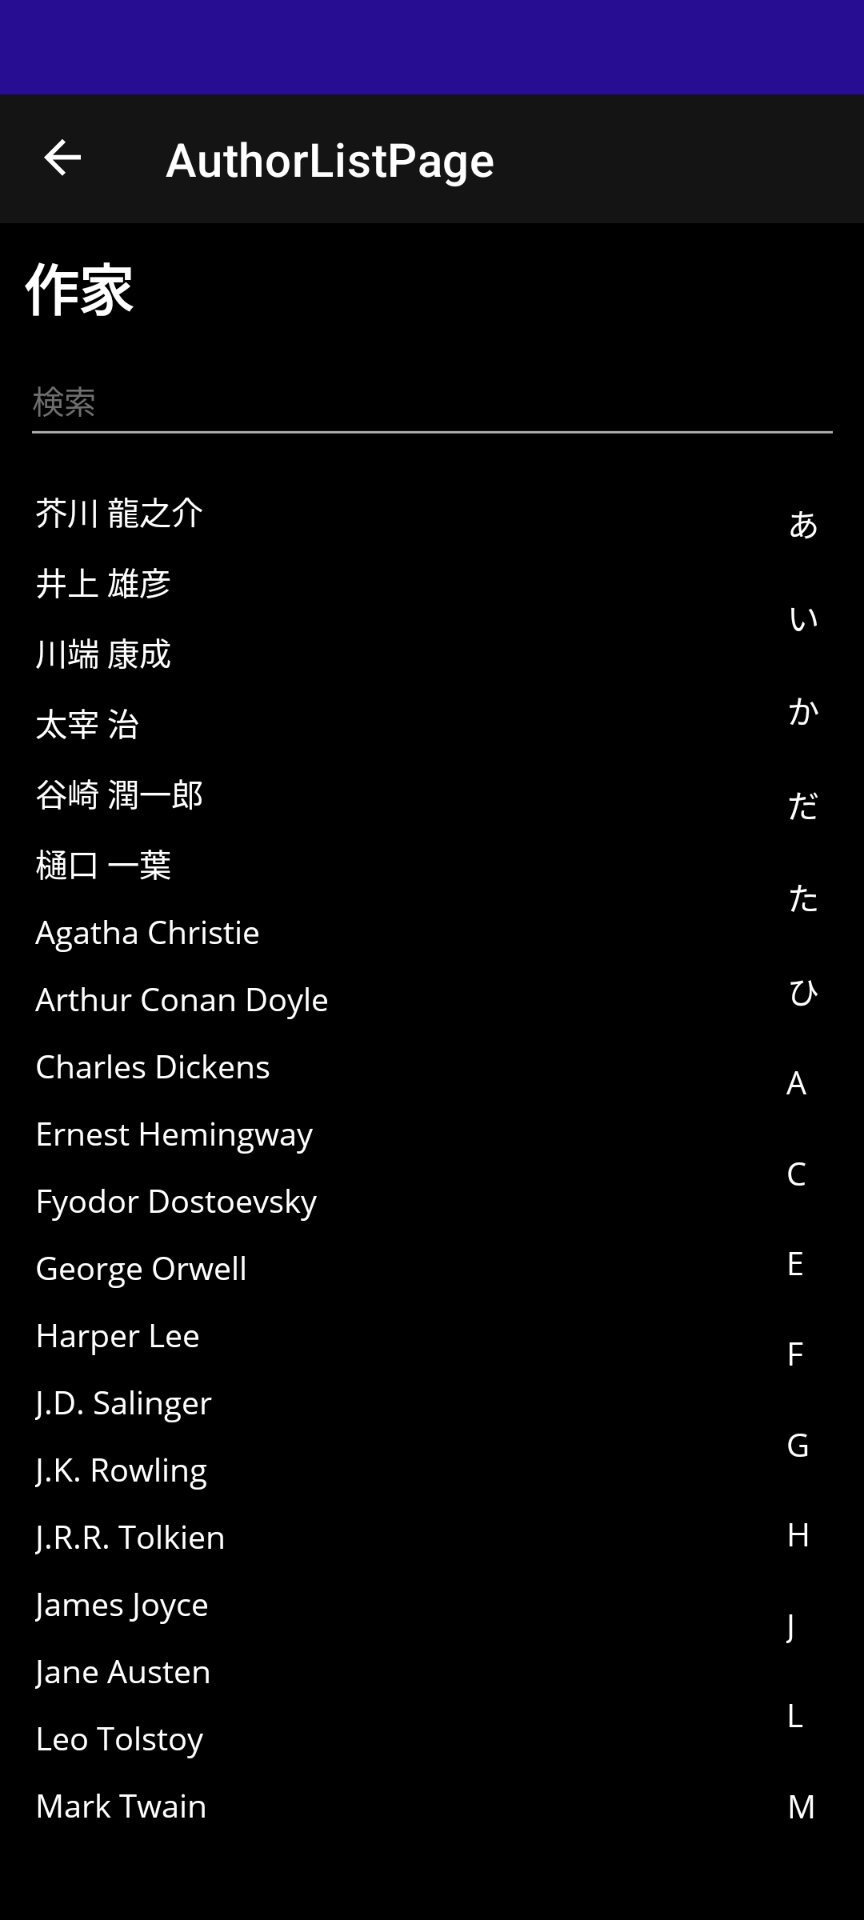 AuthorListPage
作家
検索
芥川 龍之介
井上 雄彦
川端 康成
太宰 治
谷崎 潤一郎
樋口 一葉
Agatha Christie
Arthur Conan Doyle
Charles Dickens
Ernest Hemingway
Fyodor Dostoevsky
George Orwell
Harper Lee
J.D. Salinger
J.K. Rowling
J.R.R. Tolkien
James Joyce
Jane Austen
Leo Tolstoy
Mark Twain
あ
い
か
だ
た
ひ
A
C
E
F
G
H
J
L
M